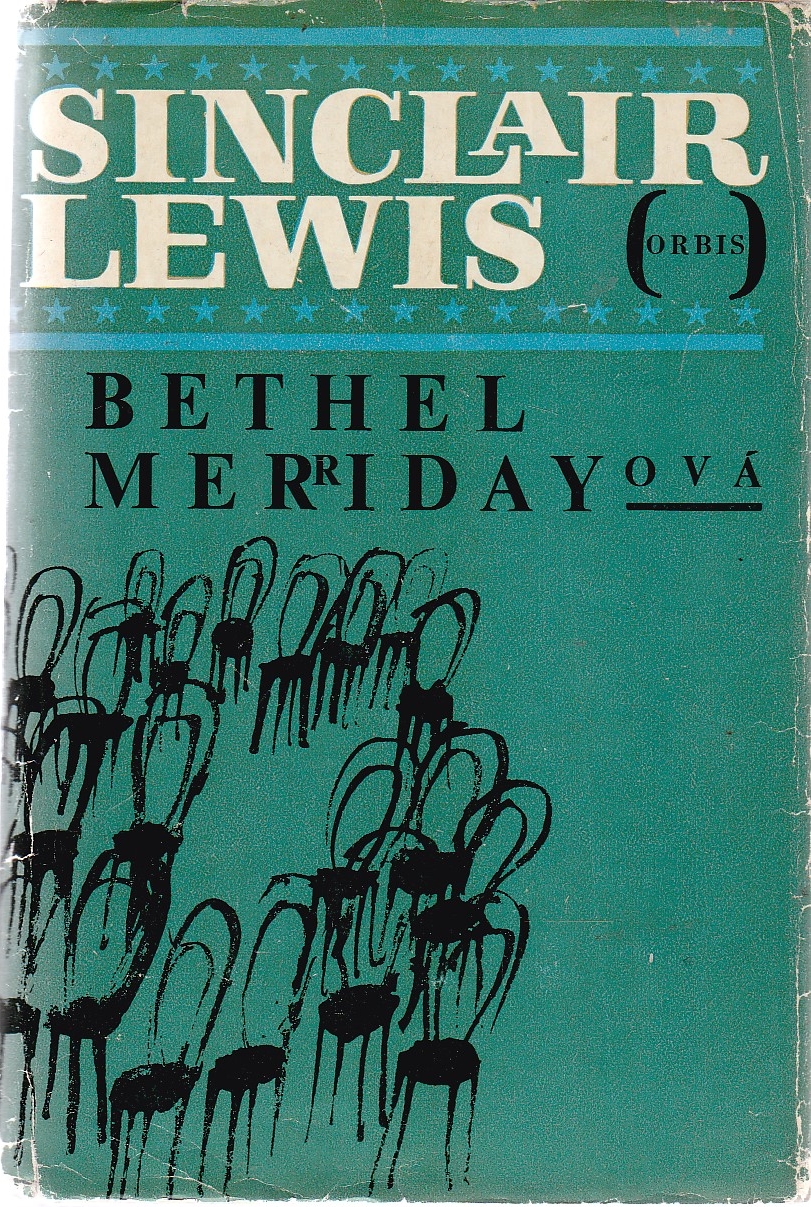 SINCLAIR
LEWIS
(ORBIS)
BETHEL
MERRIDAYOVÁ